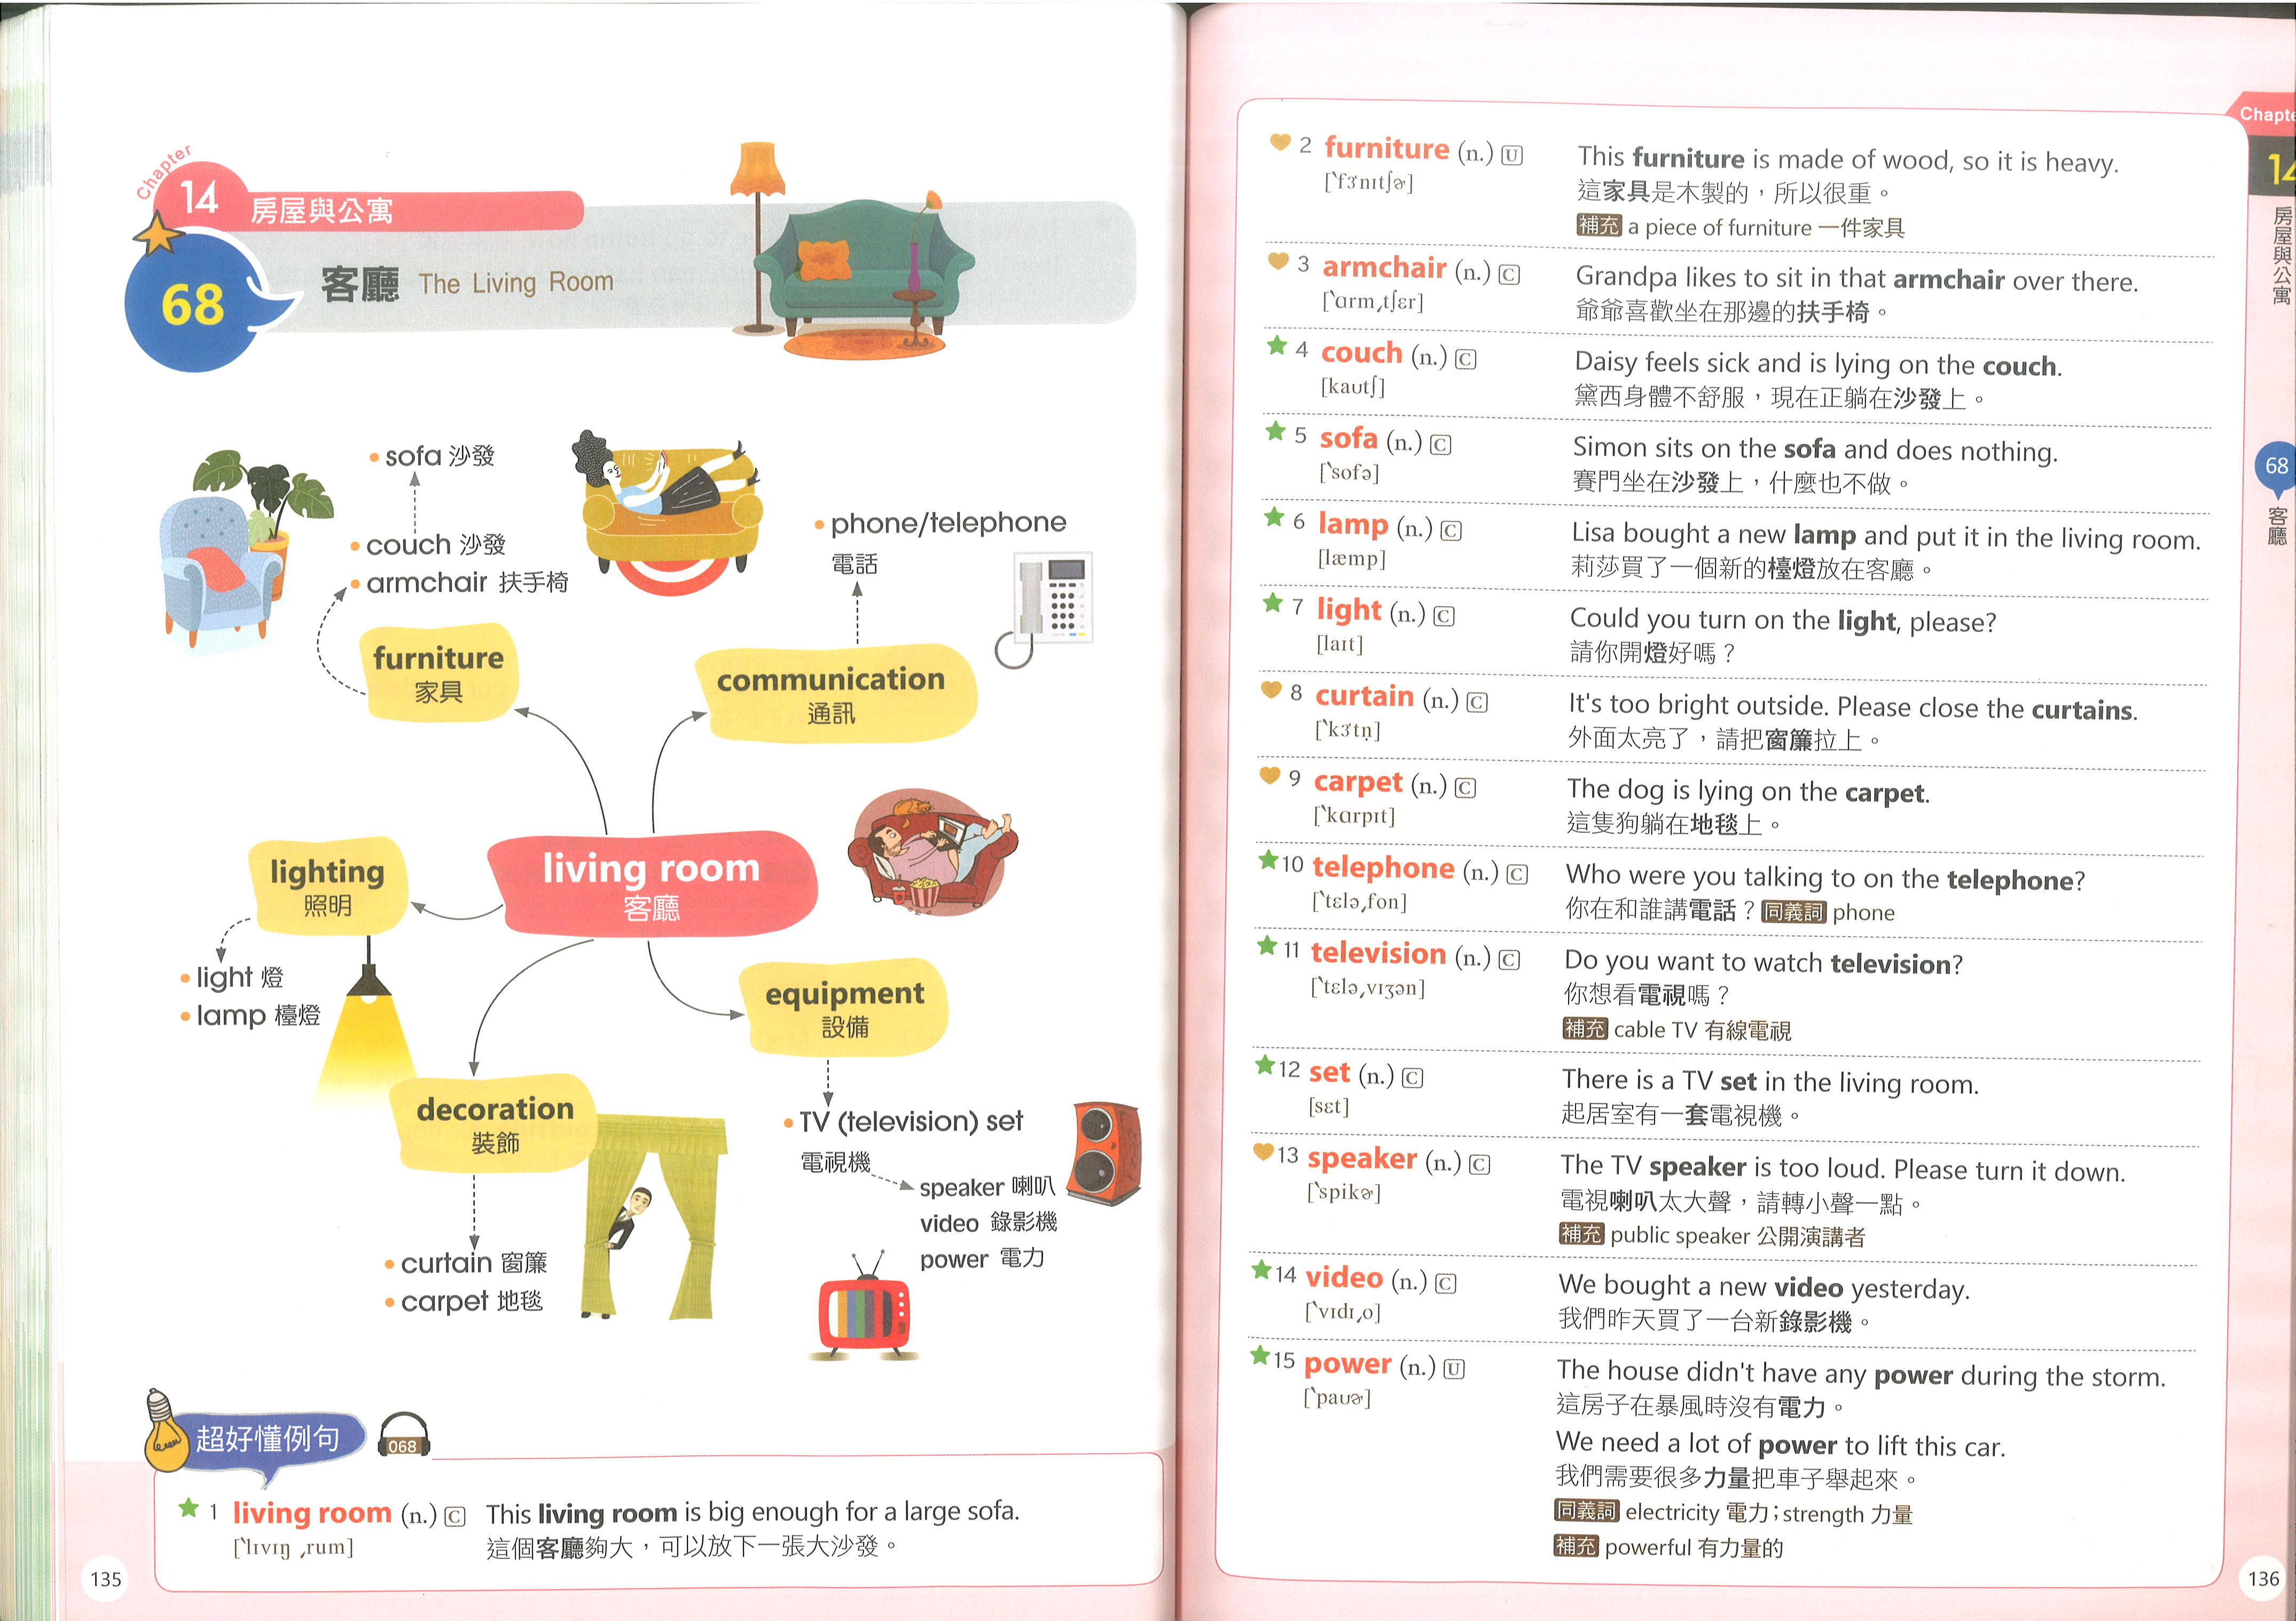 Chapter
14 房屋與公寓
68 客廳 The Living Room
sofa 沙發
couch 沙發
armchair 扶手椅
furniture
家具
phone/telephone
電話
communication
通訊
living room
客廳
lighting
照明
light 燈
lamp 檯燈
decoration
裝飾
curtain 窗簾
carpet 地毯
equipment
設備
TV (television) set
電視機
speaker 喇叭
video 錄影機
power 電力
超好懂例句 068
1 living room (n.) C This living room is big enough for a large sofa.
[ˋlɪvɪŋ ˏrum] 這個客廳夠大，可以放下一張大沙發。
135
2 furniture (n.) U This furniture is made of wood, so it is heavy.
[ˋfɝnɪtʃɚ] 這家具是木製的，所以很重。
補充 a piece of furniture 一件家具
3 armchair (n.) C Grandpa likes to sit in that armchair over there.
[ˋɑrmˏtʃɛr] 爺爺喜歡坐在那邊的扶手椅。
4 couch (n.) C Daisy feels sick and is lying on the couch.
[kaʊtʃ] 黛西身體不舒服，現在正躺在沙發上。
5 sofa (n.) C Simon sits on the sofa and does nothing.
[ˋsofə] 賽門坐在沙發上，什麼也不做。
6 lamp (n.) C Lisa bought a new lamp and put it in the living room.
[læmp] 莉莎買了一個新的檯燈放在客廳。
7 light (n.) C Could you turn on the light, please?
[laɪt] 請你開燈好嗎？
8 curtain (n.) C It's too bright outside. Please close the curtains.
[ˋkɝtṇ] 外面太亮了，請把窗簾拉上。
9 carpet (n.) C The dog is lying on the carpet.
[ˋkɑrpɪt] 這隻狗躺在地毯上。
10 telephone (n.) C Who were you talking to on the telephone?
[ˋtɛləˏfon] 你在和誰講電話？ 同義詞 phone
11 television (n.) C Do you want to watch television?
[ˋtɛləˏvɪʒən] 你想看電視嗎？
補充 cable TV 有線電視
12 set (n.) C There is a TV set in the living room.
[sɛt] 起居室有一套電視機。
13 speaker (n.) C The TV speaker is too loud. Please turn it down.
[ˋspikɚ] 電視喇叭太大聲，請轉小聲一點。
補充 public speaker 公開演講者
14 video (n.) C We bought a new video yesterday.
[ˋvɪdɪˏo] 我們昨天買了一台新錄影機。
15 power (n.) U The house didn't have any power during the storm.
[ˋpaʊɚ] 這房子在暴風時沒有電力。
We need a lot of power to lift this car.
我們需要很多力量把車子舉起來。
同義詞 electricity 電力；strength 力量
補充 powerful 有力量的
Chapte
14
房屋與公寓
68
客廳
136